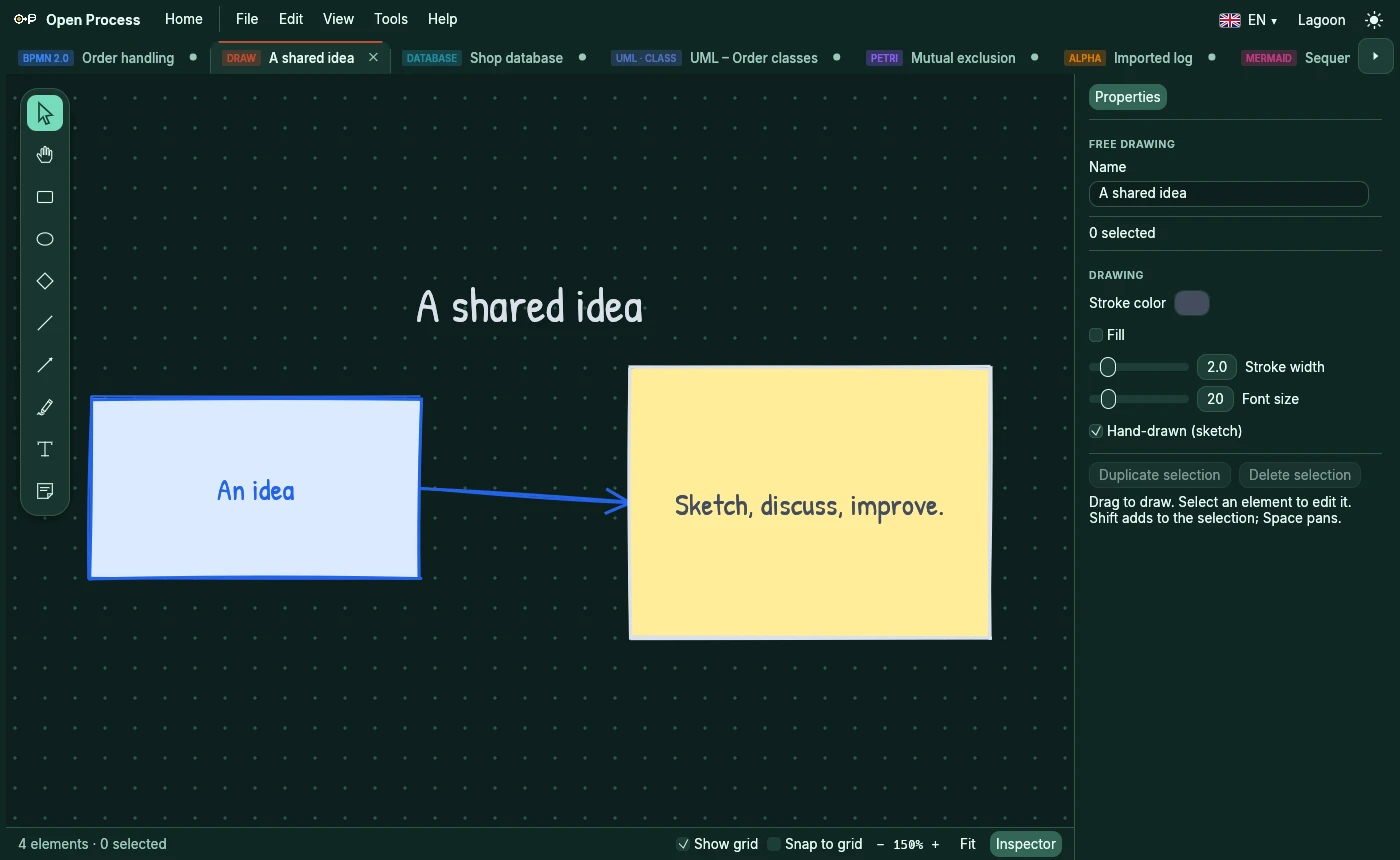 Open Process Home File Edit View Tools Help EN Lagoon
BPMN 2.0 Order handling DRAW A shared idea DATABASE Shop database UML · CLASS UML – Order classes PETRI Mutual exclusion ALPHA Imported log MERMAID Sequer
Properties
FREE DRAWING
Name
A shared idea
0 selected
DRAWING
Stroke color
Fill
2.0 Stroke width
20 Font size
Hand-drawn (sketch)
Duplicate selection Delete selection
Drag to draw. Select an element to edit it.
Shift adds to the selection; Space pans.
A shared idea
An idea
Sketch, discuss, improve.
4 elements · 0 selected Show grid Snap to grid − 150% + Fit Inspector